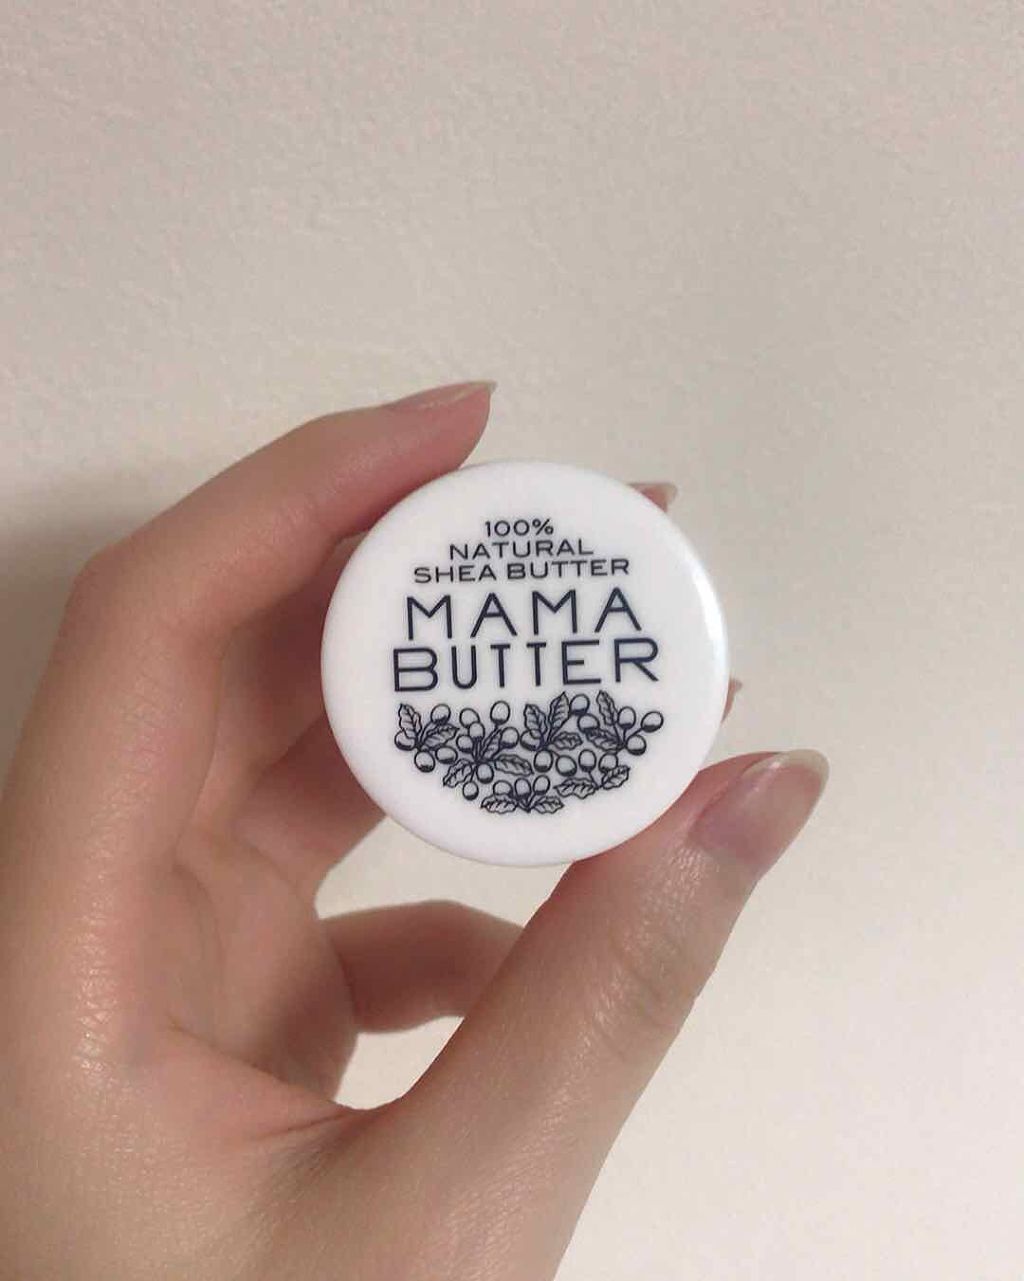 100%
NATURAL
SHEA BUTTER
MAMA
BUTTER